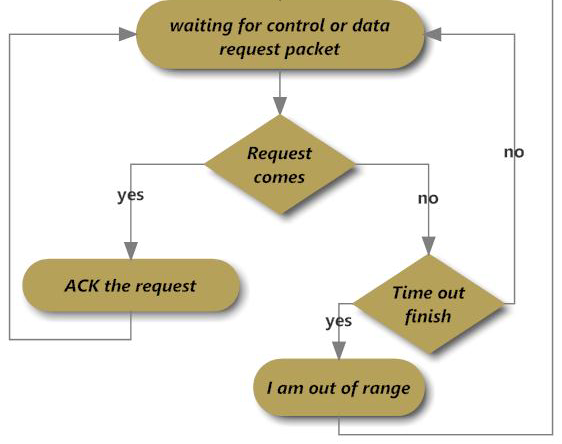 waiting for control or data
request packet
Request
comes
yes
no
no
ACK the request
Time out
finish
yes
I am out of range